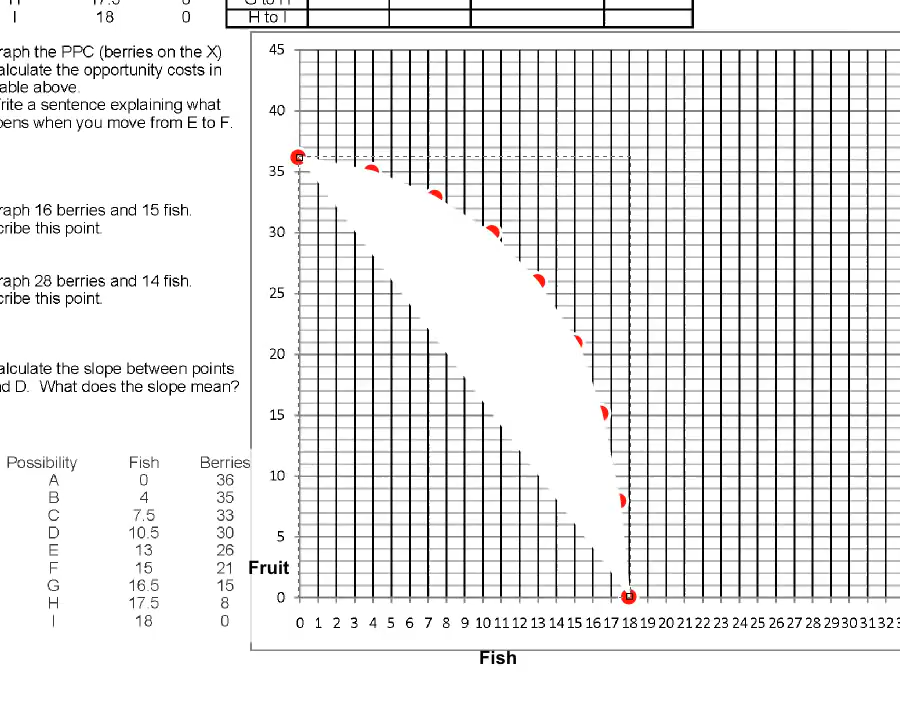 I 18 0 H to I
raph the PPC (berries on the X)
alculate the opportunity costs in
able above.
rite a sentence explaining what
pens when you move from E to F.
raph 16 berries and 15 fish.
cribe this point.
raph 28 berries and 14 fish.
cribe this point.
alculate the slope between points
nd D. What does the slope mean?
Possibility Fish Berries
A 0 36
B 4 35
C 7.5 33
D 10.5 30
E 13 26
F 15 21
G 16.5 15
H 17.5 8
I 18 0
45
40
35
30
25
20
15
10
5
0
Fruit
0 1 2 3 4 5 6 7 8 9 10 11 12 13 14 15 16 17 18 19 20 21 22 23 24 25 26 27 28 29 30 31 32
Fish